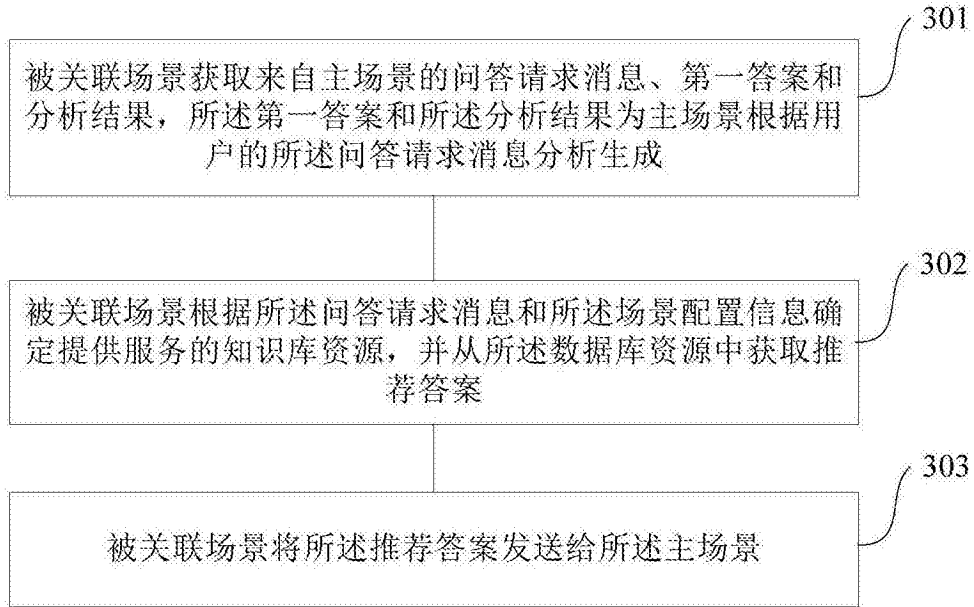 301
被关联场景获取来自主场景的问答请求消息、第一答案和
分析结果，所述第一答案和所述分析结果为主场景根据用
户的所述问答请求消息分析生成
302
被关联场景根据所述问答请求消息和所述场景配置信息确
定提供服务的知识库资源，并从所述数据库资源中获取推
荐答案
303
被关联场景将所述推荐答案发送给所述主场景